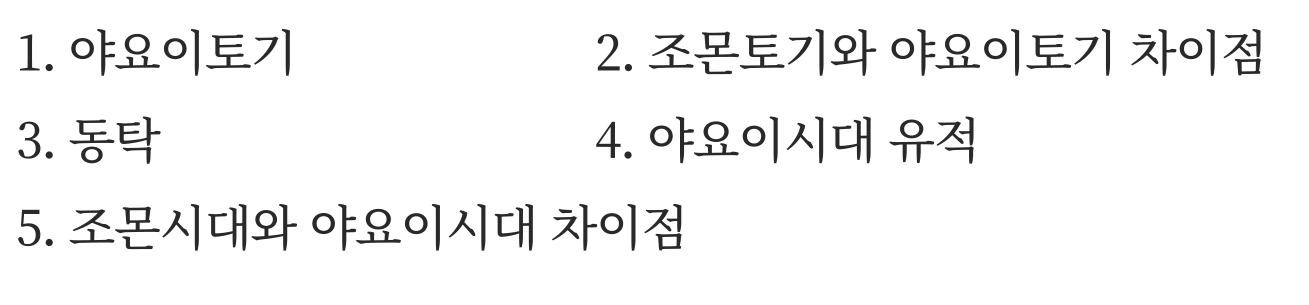 1. 야요이토기 2. 조몬토기와 야요이토기 차이점
3. 동탁 4. 야요이시대 유적
5. 조몬시대와 야요이시대 차이점